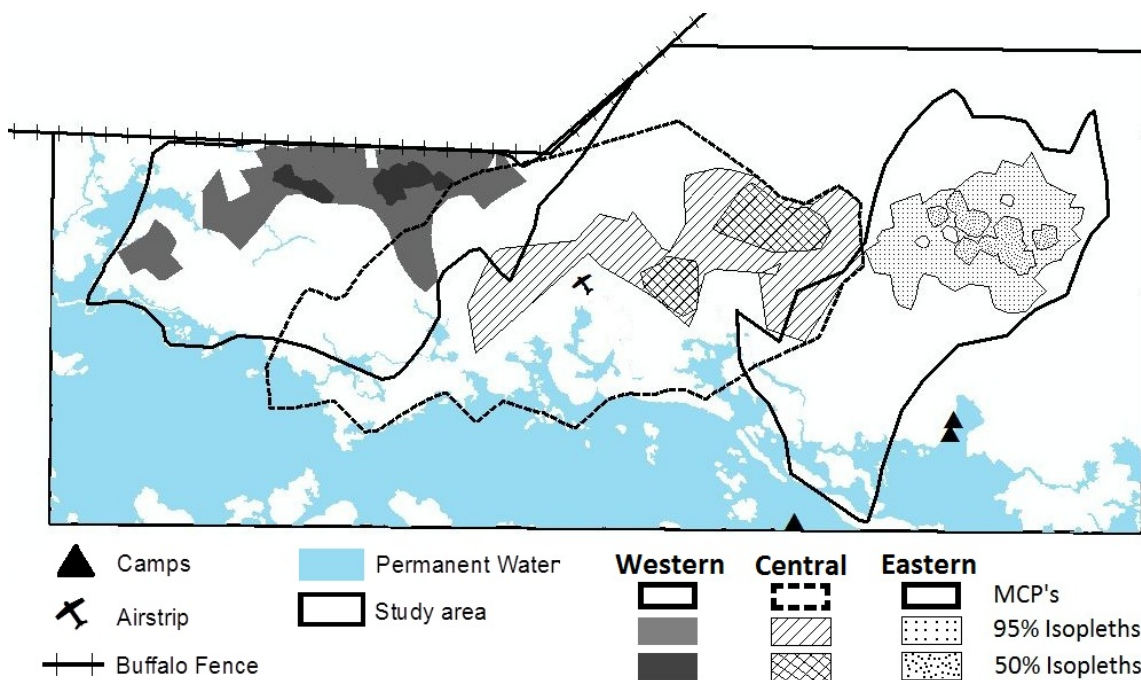 Camps
Airstrip
Buffalo Fence
Permanent Water
Study area
Western Central Eastern
MCP's
95% Isopleths
50% Isopleths